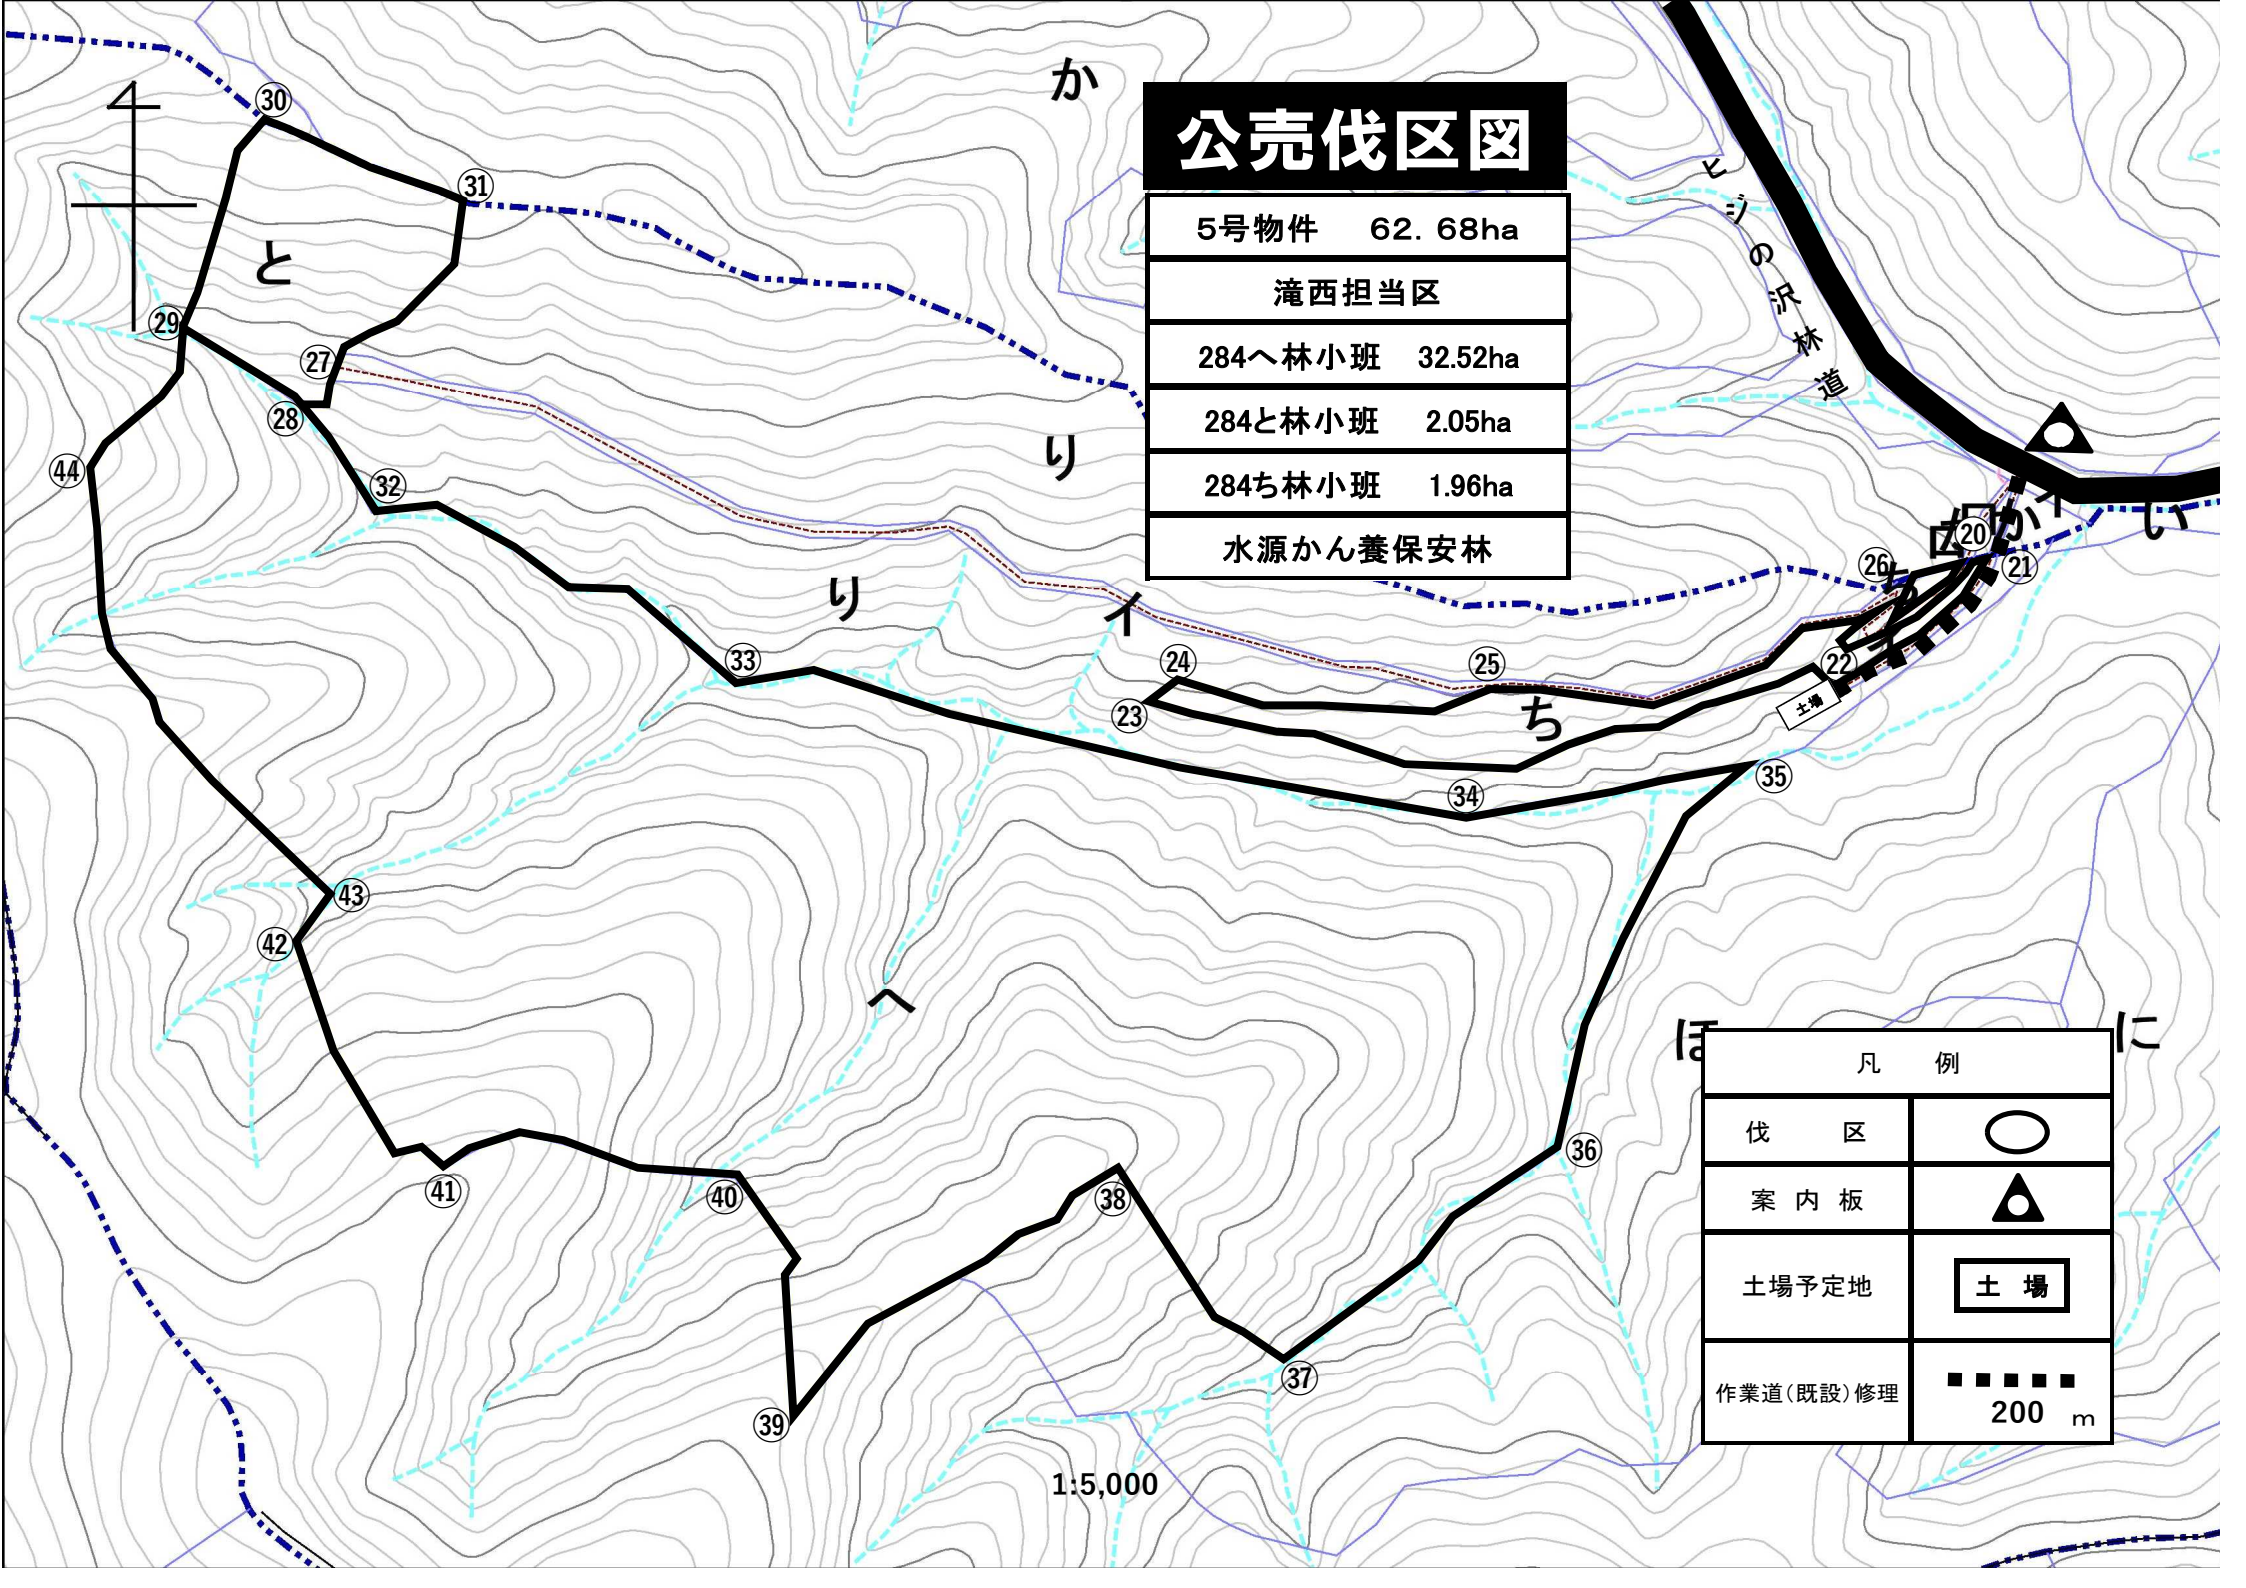 公売伐区図
5号物件 62.68ha
滝西担当区
284へ林小班 32.52ha
284と林小班 2.05ha
284ち林小班 1.96ha
水源かん養保安林
か
ヒジの沢林道
30
31
と
29
27
28
44
32
り
り
イ
イ
い
か
20
21
26
ち
22
土場
33
24
25
23
ち
34
35
43
42
へ
ほ
に
36
41
40
38
37
39
凡 例
伐 区
案内板
土場予定地
土 場
作業道(既設)修理
200 m
1:5,000